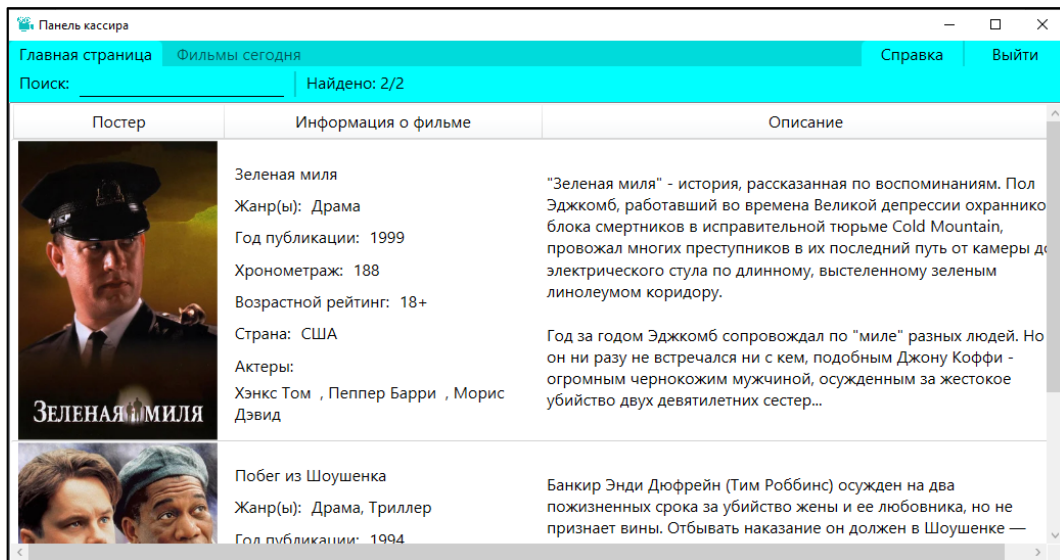 Панель кассира
Главная страница Фильмы сегодня Справка Выйти
Поиск: Найдено: 2/2
Постер Информация о фильме Описание
ЗЕЛЕНАЯ МИЛЯ
Зеленая миля
Жанр(ы): Драма
Год публикации: 1999
Хронометраж: 188
Возрастной рейтинг: 18+
Страна: США
Актеры:
Хэнкс Том , Пеппер Барри , Морис
Дэвид
"Зеленая миля" - история, рассказанная по воспоминаниям. Пол
Эджкомб, работавший во времена Великой депрессии охраннико
блока смертников в исправительной тюрьме Cold Mountain,
провожал многих преступников в их последний путь от камеры до
электрического стула по длинному, выстеленному зеленым
линолеумом коридору.
Год за годом Эджкомб сопровождал по "миле" разных людей. Но
он ни разу не встречался ни с кем, подобным Джону Коффи -
огромным чернокожим мужчиной, осужденным за жестокое
убийство двух девятилетних сестер...
Побег из Шоушенка
Жанр(ы): Драма, Триллер
Год публикации: 1994
Банкир Энди Дюфрейн (Тим Роббинс) осужден на два
пожизненных срока за убийство жены и ее любовника, но не
признает вины. Отбывать наказание он должен в Шоушенке —